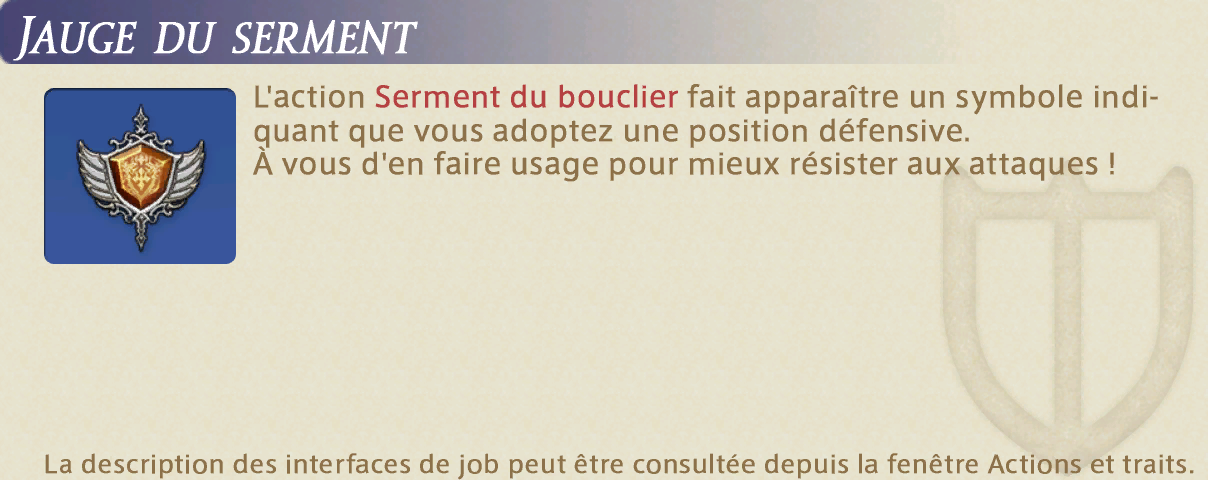 Jauge du serment
L'action Serment du bouclier fait apparaître un symbole indi-
quant que vous adoptez une position défensive.
À vous d'en faire usage pour mieux résister aux attaques !
La description des interfaces de job peut être consultée depuis la fenêtre Actions et traits.